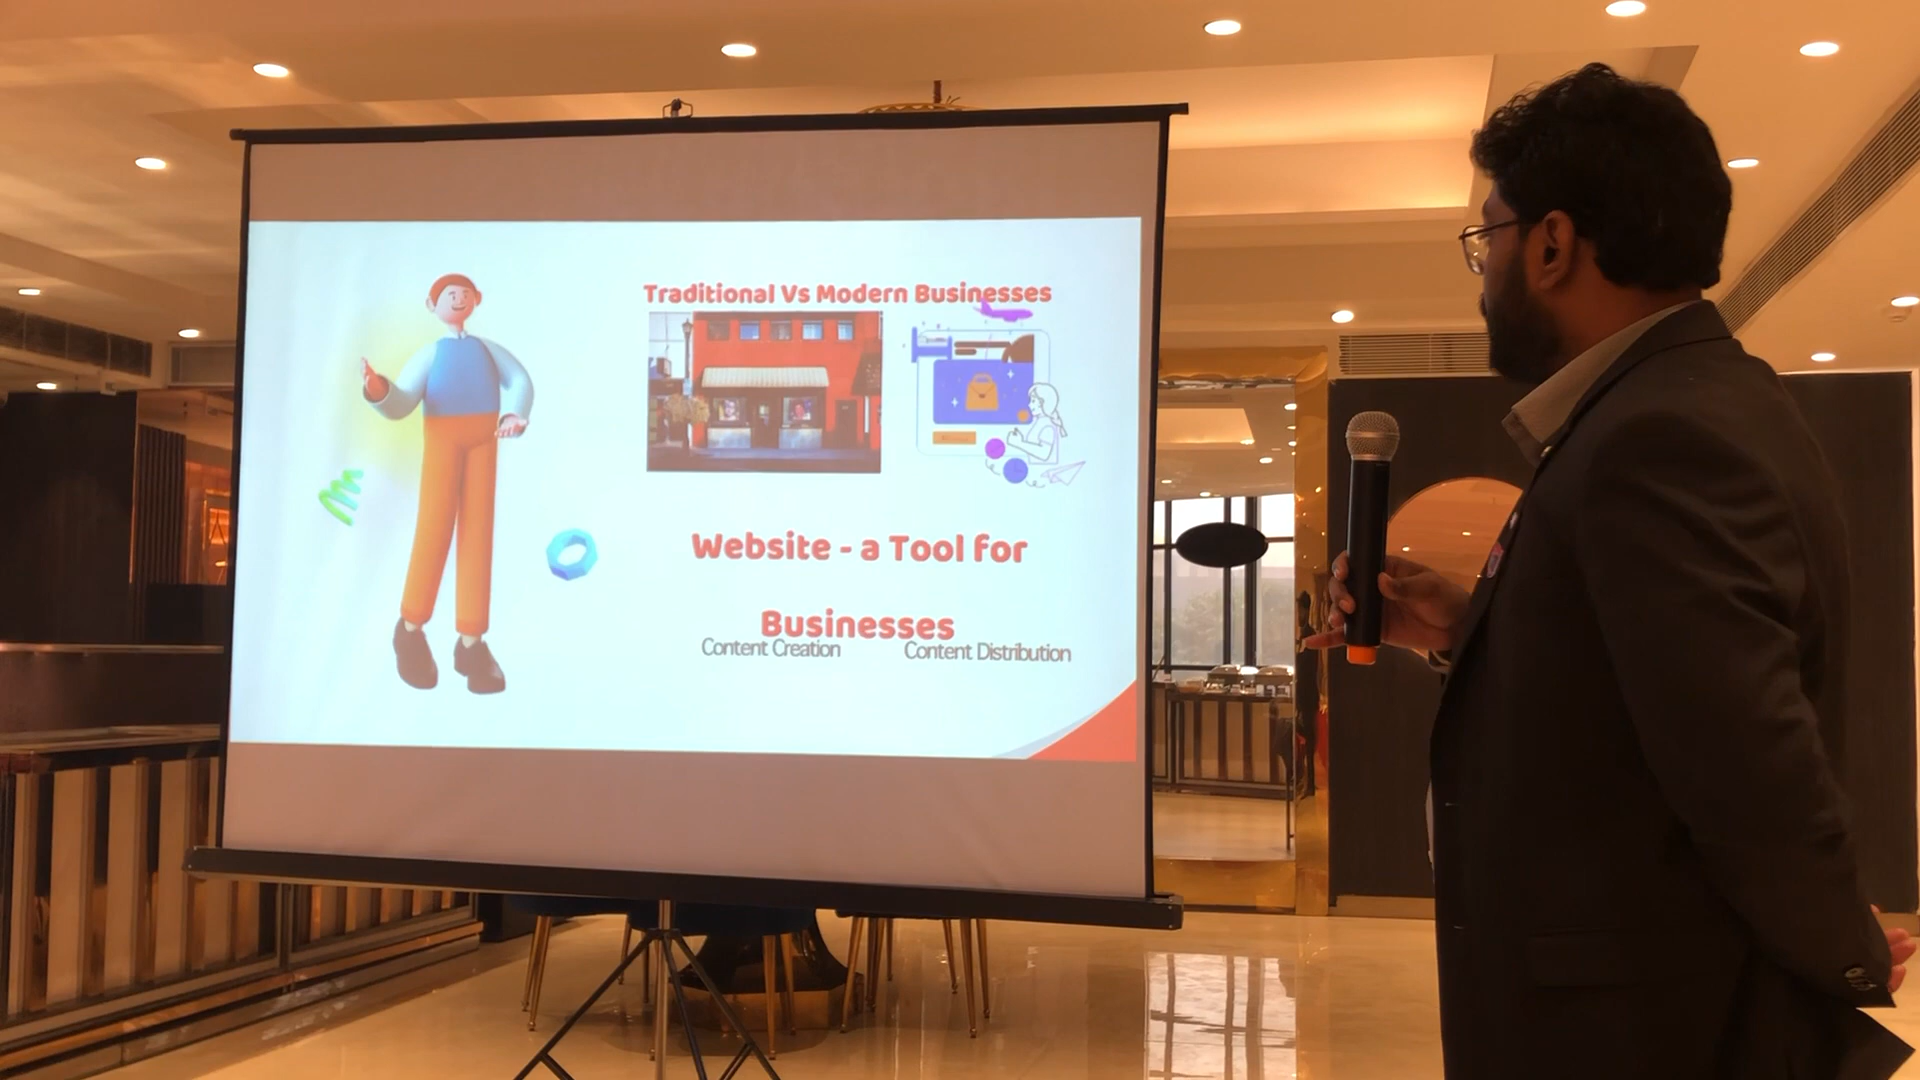 Traditional Vs Modern Businesses
Website - a Tool for
Businesses
Content Creation
Content Distribution